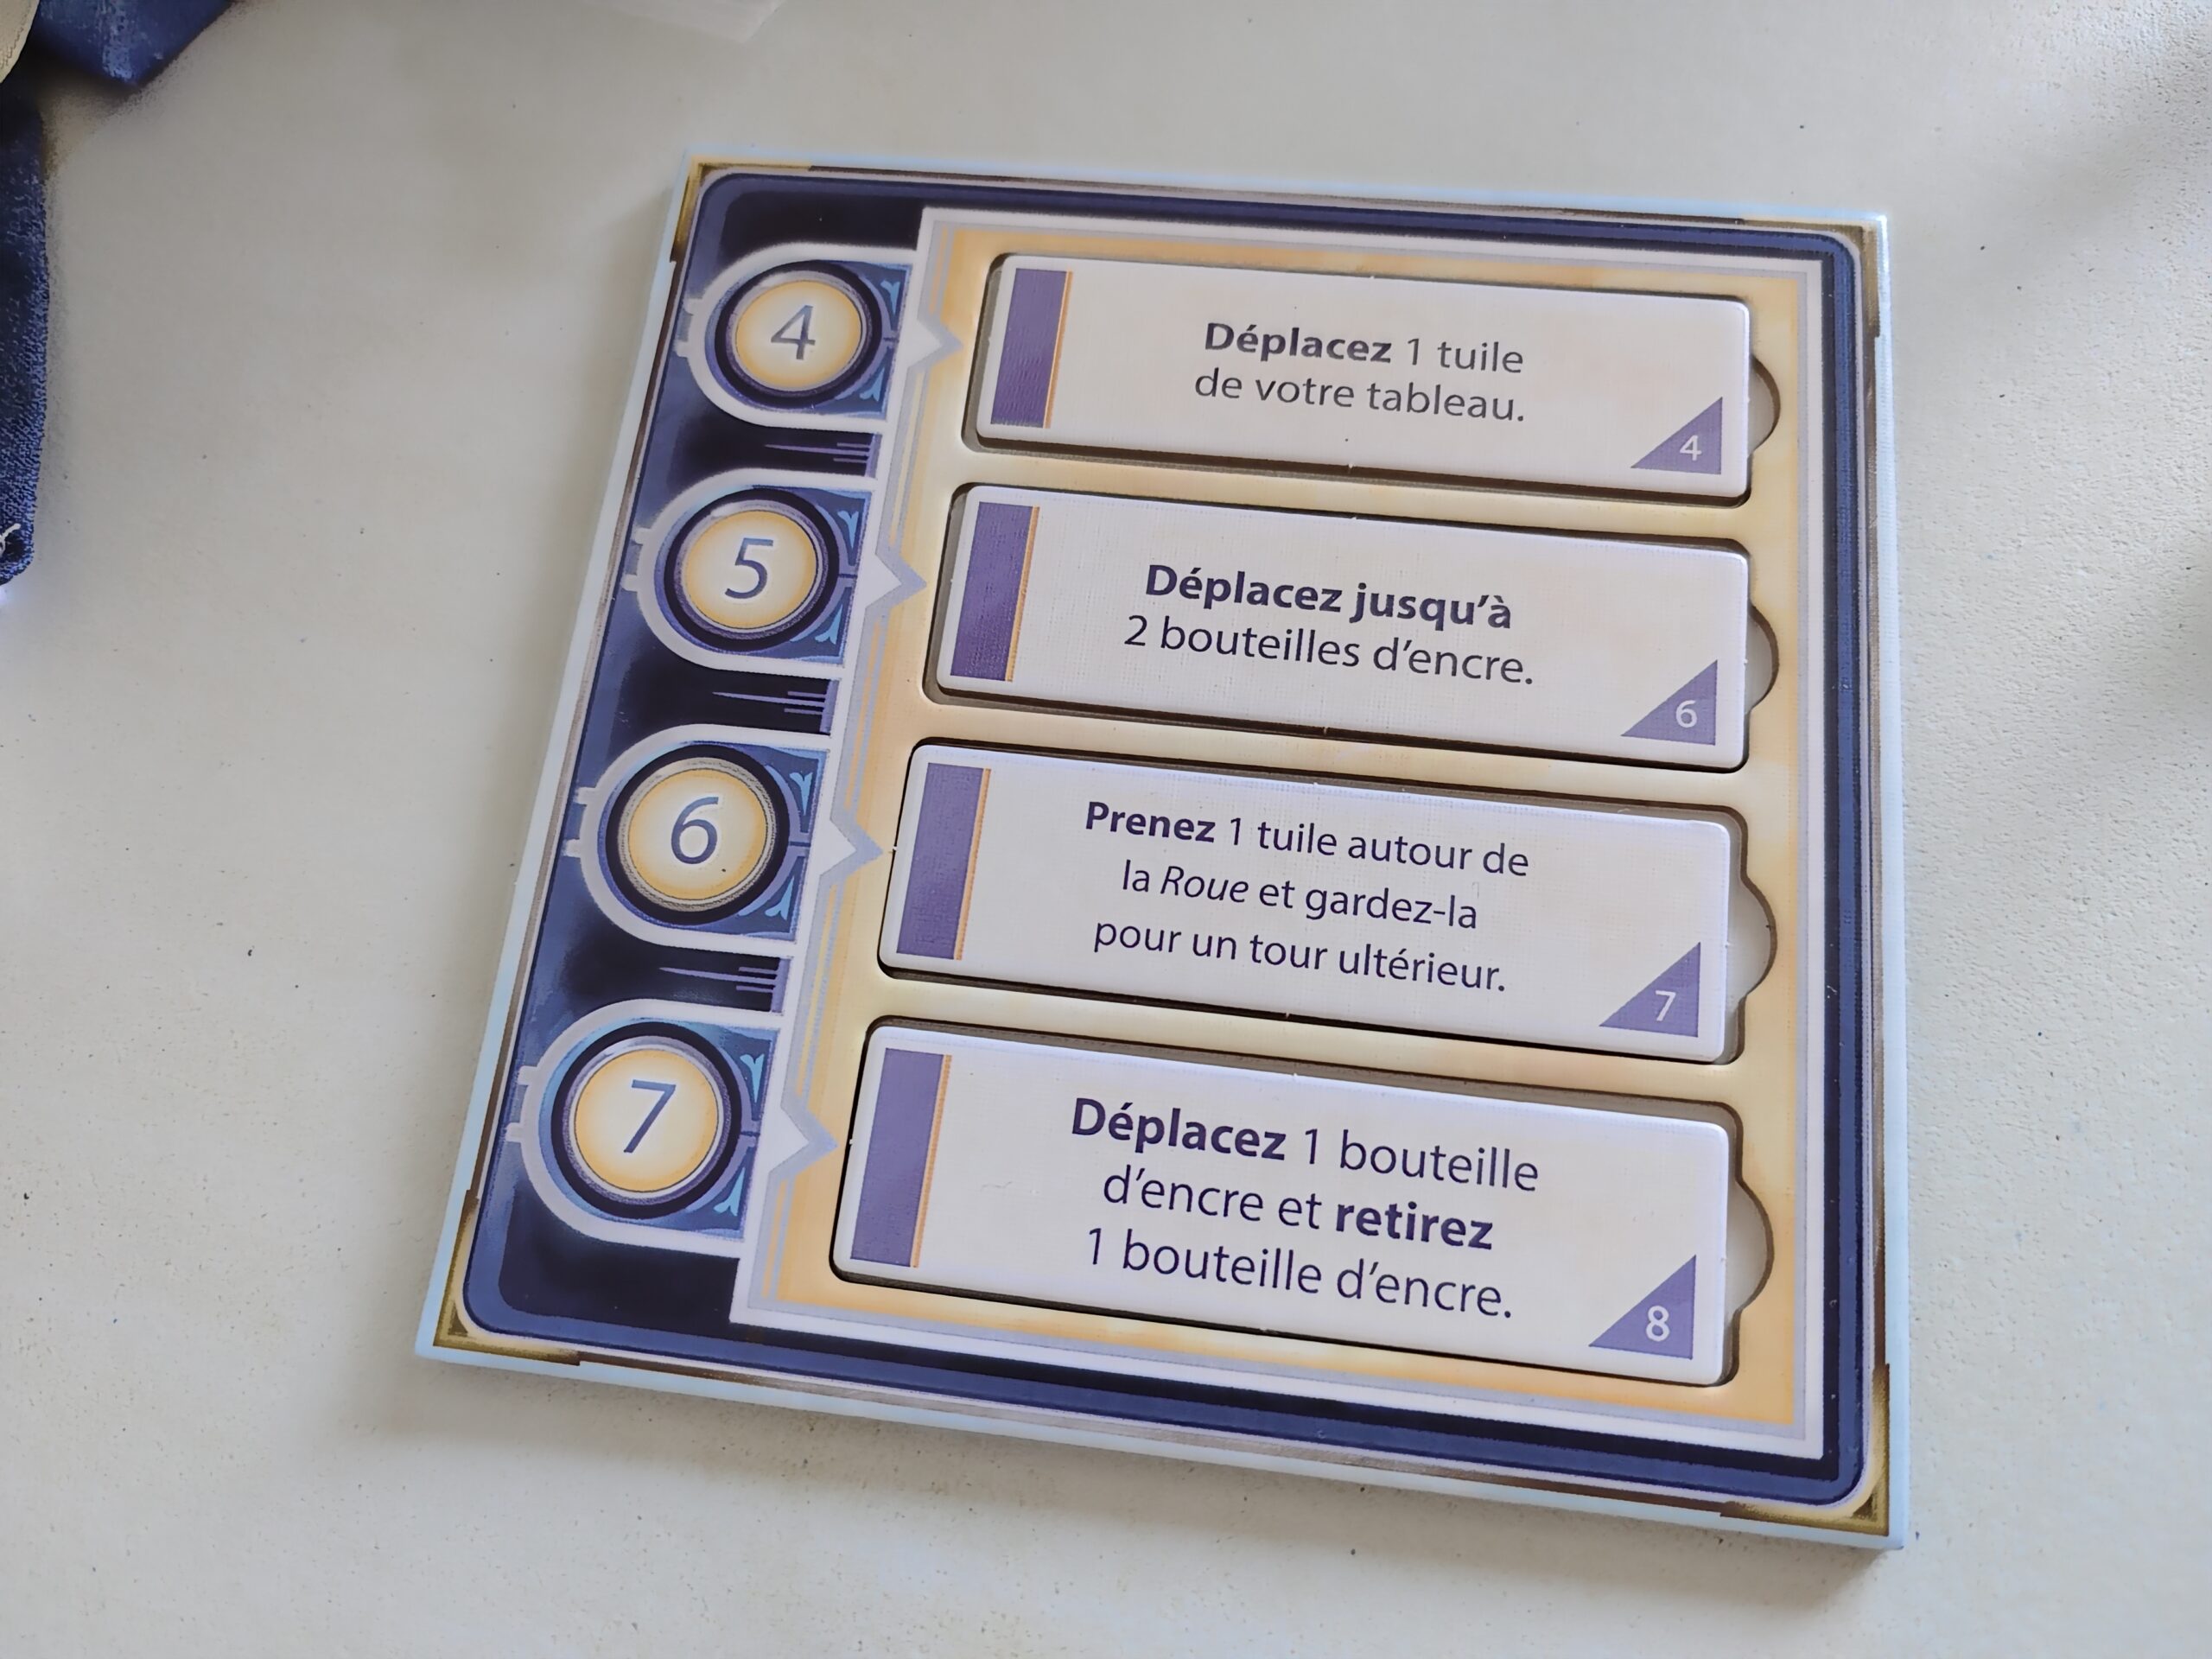 4
Déplacez 1 tuile
de votre tableau.
4
5
Déplacez jusqu’à
2 bouteilles d’encre.
6
6
Prenez 1 tuile autour de
la Roue et gardez-la
pour un tour ultérieur.
7
7
Déplacez 1 bouteille
d’encre et retirez
1 bouteille d’encre.
8